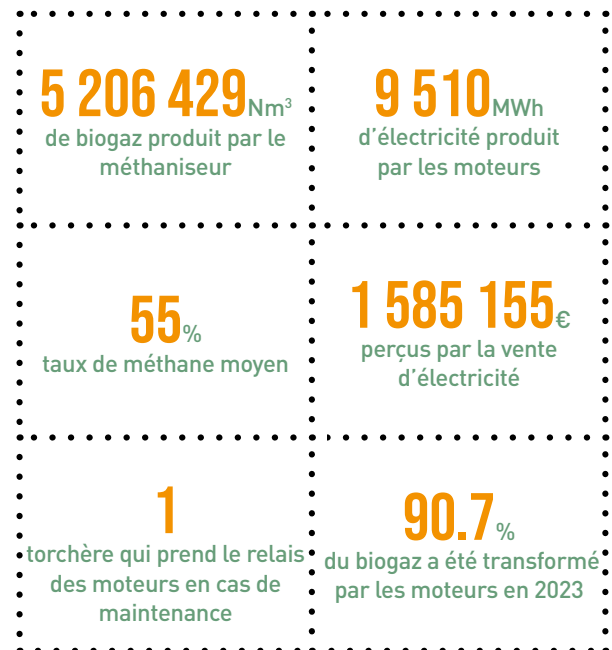 5 206 429Nm³
de biogaz produit par le
méthaniseur
9 510MWh
d'électricité produit
par les moteurs
55%
taux de méthane moyen
1 585 155€
perçus par la vente
d'électricité
1
torchère qui prend le relais
des moteurs en cas de
maintenance
90.7%
du biogaz a été transformé
par les moteurs en 2023